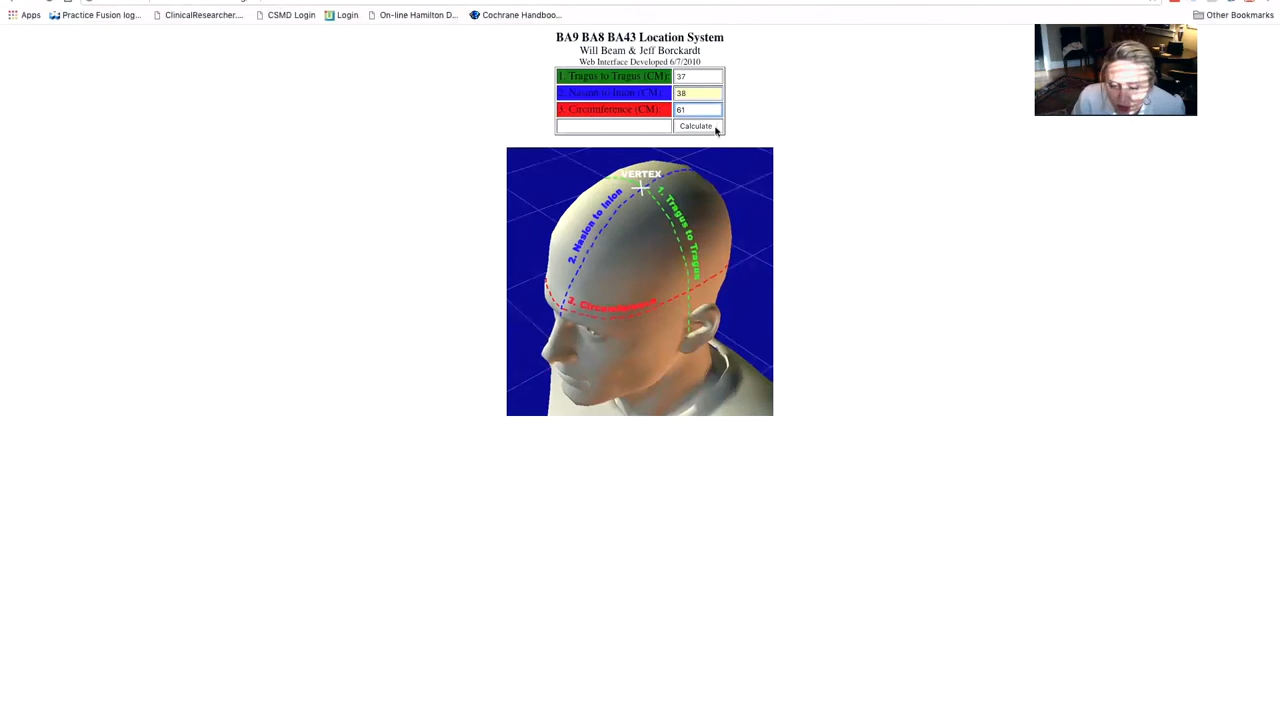 Apps Practice Fusion log... ClinicalResearcher.... CSMD Login Login On-line Hamilton D... Cochrane Handboo... Other Bookmarks
BA9 BA8 BA43 Location System
Will Beam & Jeff Borckardt
Web Interface Developed 6/7/2010
1. Tragus to Tragus (CM): 37
2. Nasion to Inion (CM): 38
3. Circumference (CM): 61
Calculate
VERTEX
1. Tragus to Tragus
2. Nasion to Inion
3. Circumference